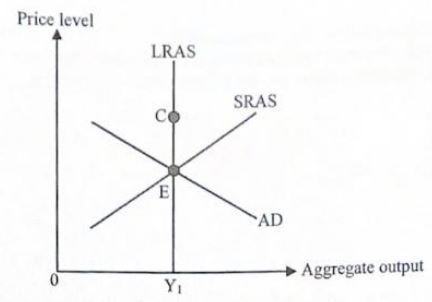 Price level
LRAS
C
SRAS
E
AD
Aggregate output
0
Y₁